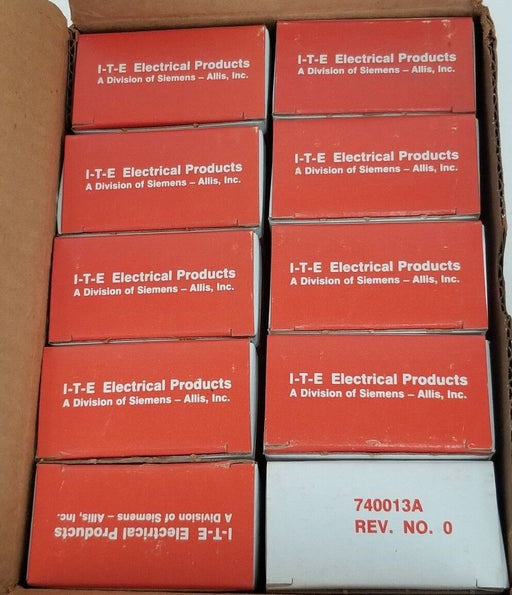 I-T-E Electrical Products
A Division of Siemens – Allis, Inc.
I-T-E Electrical Products
A Division of Siemens – Allis, Inc.
I-T-E Electrical Products
A Division of Siemens – Allis, Inc.
I-T-E Electrical Products
A Division of Siemens – Allis, Inc.
I-T-E Electrical Products
A Division of Siemens – Allis, Inc.
I-T-E Electrical Products
A Division of Siemens – Allis, Inc.
I-T-E Electrical Products
A Division of Siemens – Allis, Inc.
I-T-E Electrical Products
A Division of Siemens – Allis, Inc.
I-T-E Electrical Products
A Division of Siemens – Allis, Inc.
740013A
REV. NO. 0